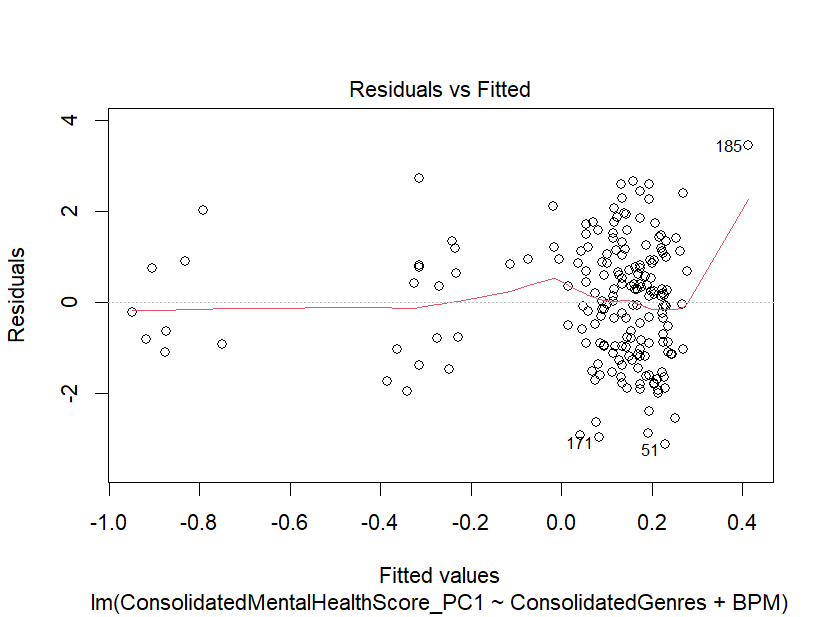 Residuals vs Fitted
4
2
0
-2
Residuals
185
171
51
-1.0 -0.8 -0.6 -0.4 -0.2 0.0 0.2 0.4
Fitted values
lm(ConsolidatedMentalHealthScore_PC1 ~ ConsolidatedGenres + BPM)